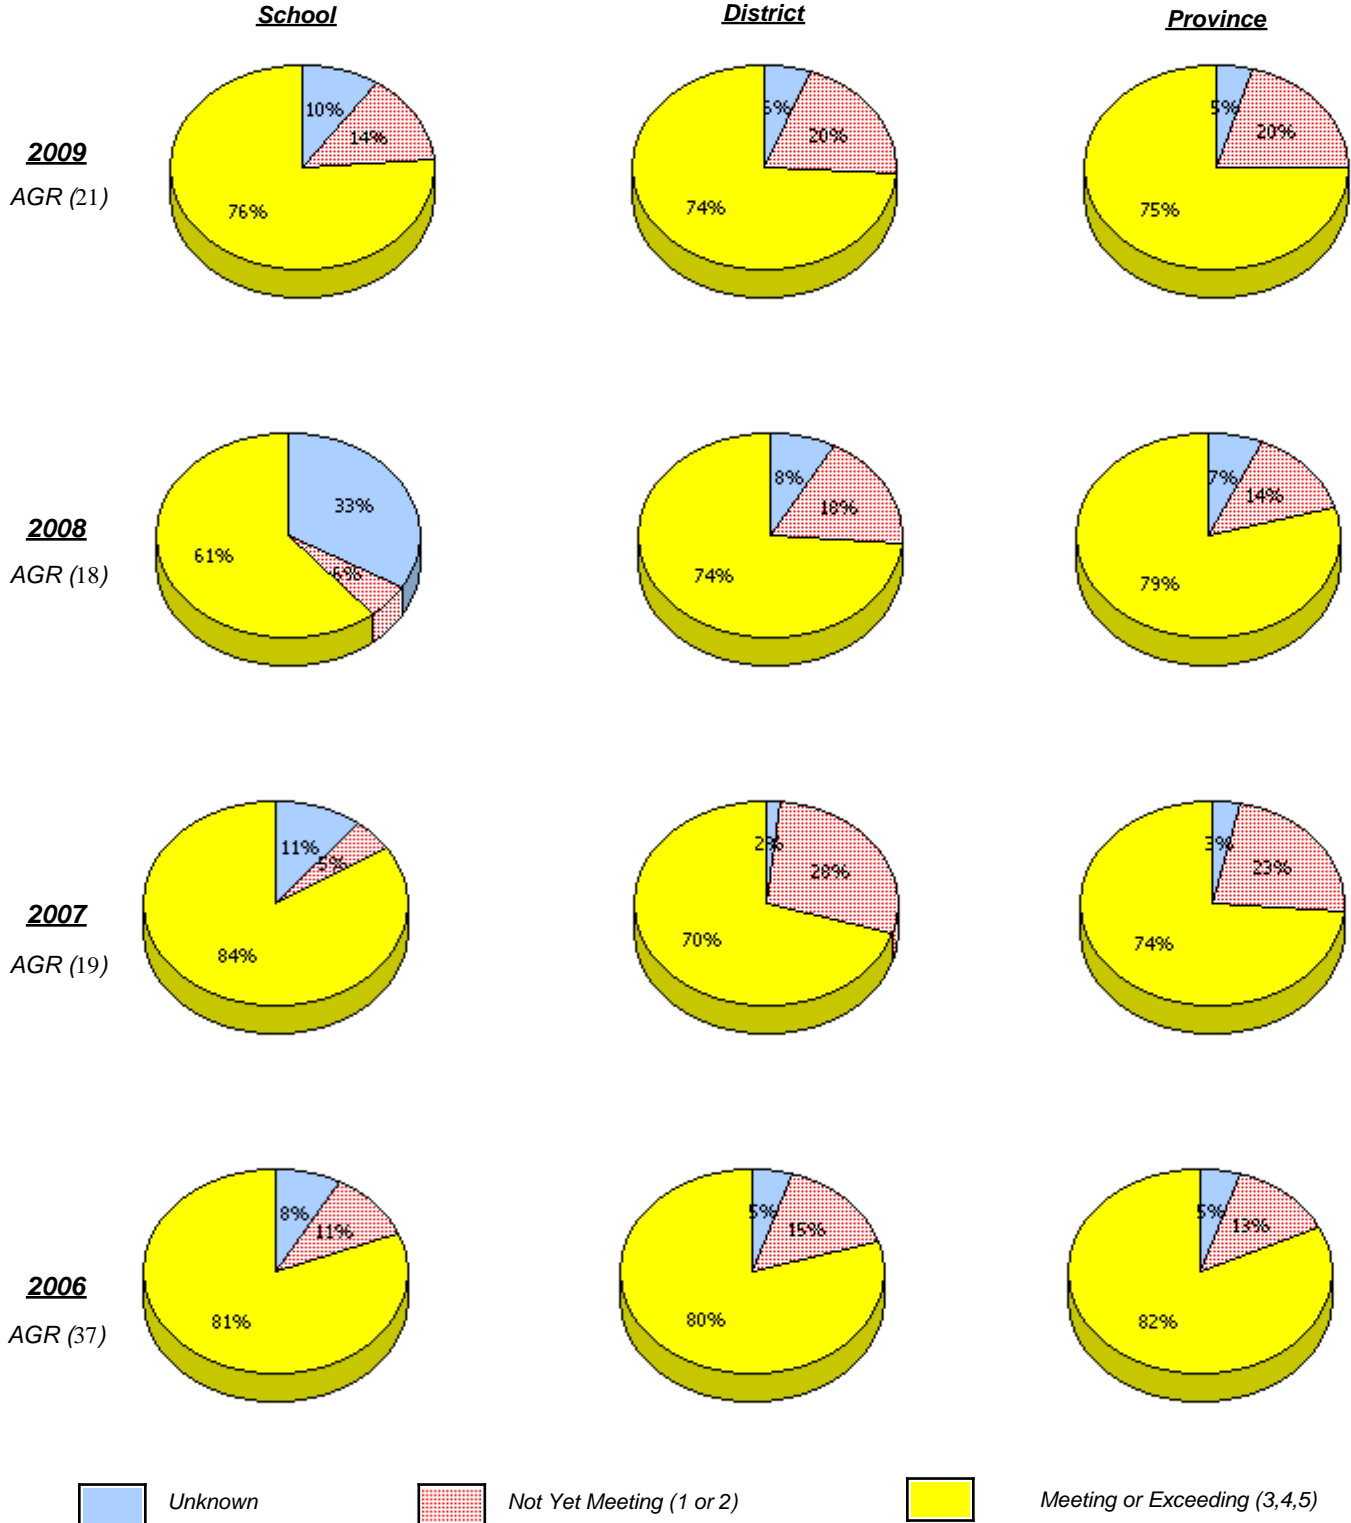 School District Province
2009
AGR (21)
10% 14% 76%
6% 20% 74%
5% 20% 75%
2008
AGR (18)
33% 6% 61%
8% 18% 74%
7% 14% 79%
2007
AGR (19)
11% 5% 84%
2% 28% 70%
3% 23% 74%
2006
AGR (37)
8% 11% 81%
5% 15% 80%
5% 13% 82%
Unknown Not Yet Meeting (1 or 2) Meeting or Exceeding (3,4,5)